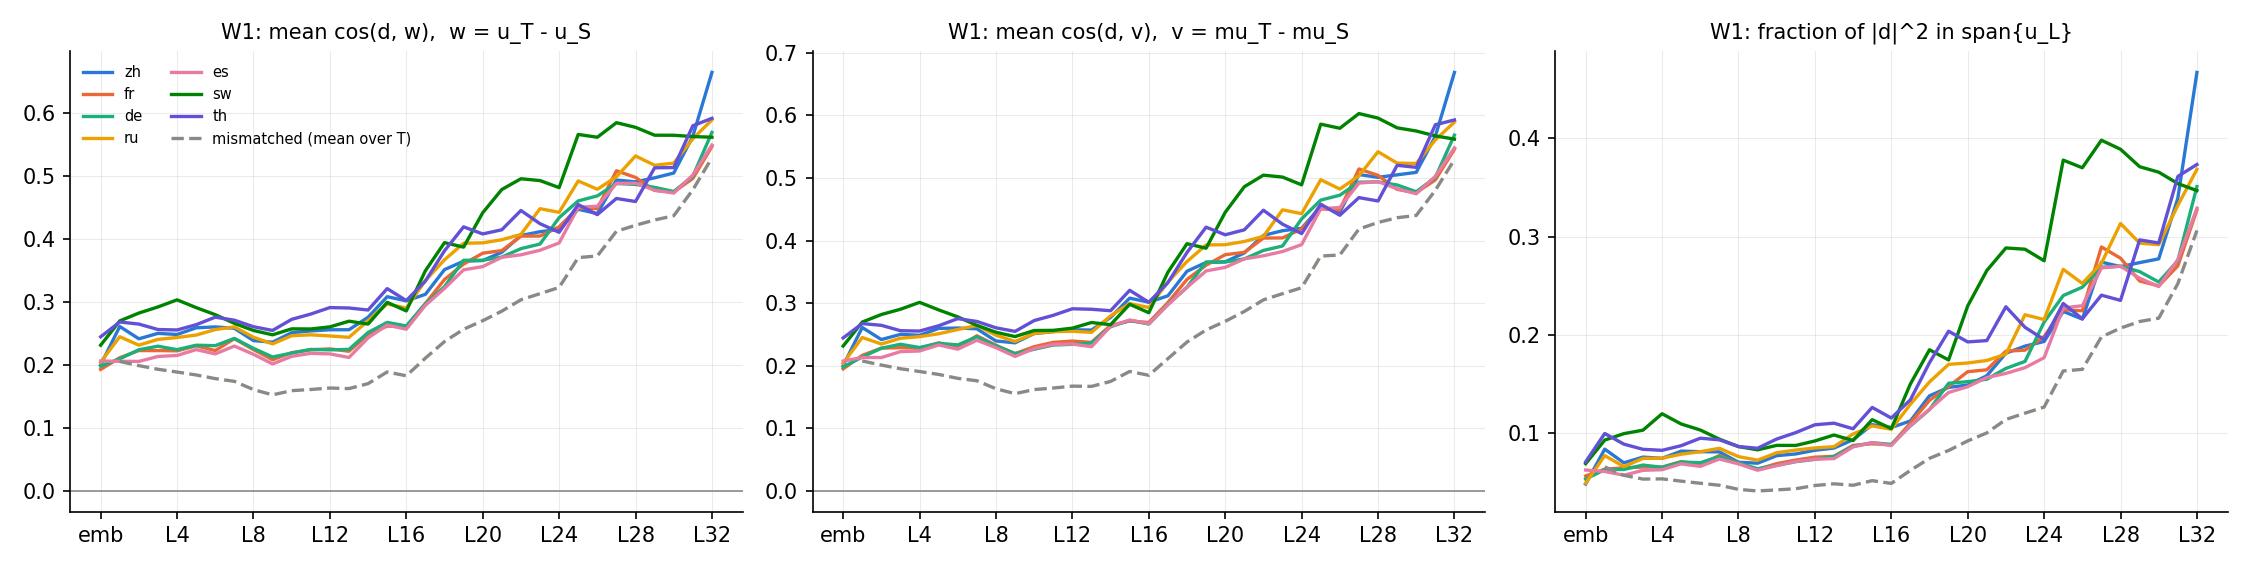 W1: mean cos(d, w),  w = u_T - u_S
0.6
0.5
0.4
0.3
0.2
0.1
0.0
zh
fr
de
ru
es
sw
th
mismatched (mean over T)
emb L4 L8 L12 L16 L20 L24 L28 L32
W1: mean cos(d, v),  v = mu_T - mu_S
0.7
0.6
0.5
0.4
0.3
0.2
0.1
0.0
emb L4 L8 L12 L16 L20 L24 L28 L32
W1: fraction of |d|^2 in span{u_L}
0.4
0.3
0.2
0.1
emb L4 L8 L12 L16 L20 L24 L28 L32